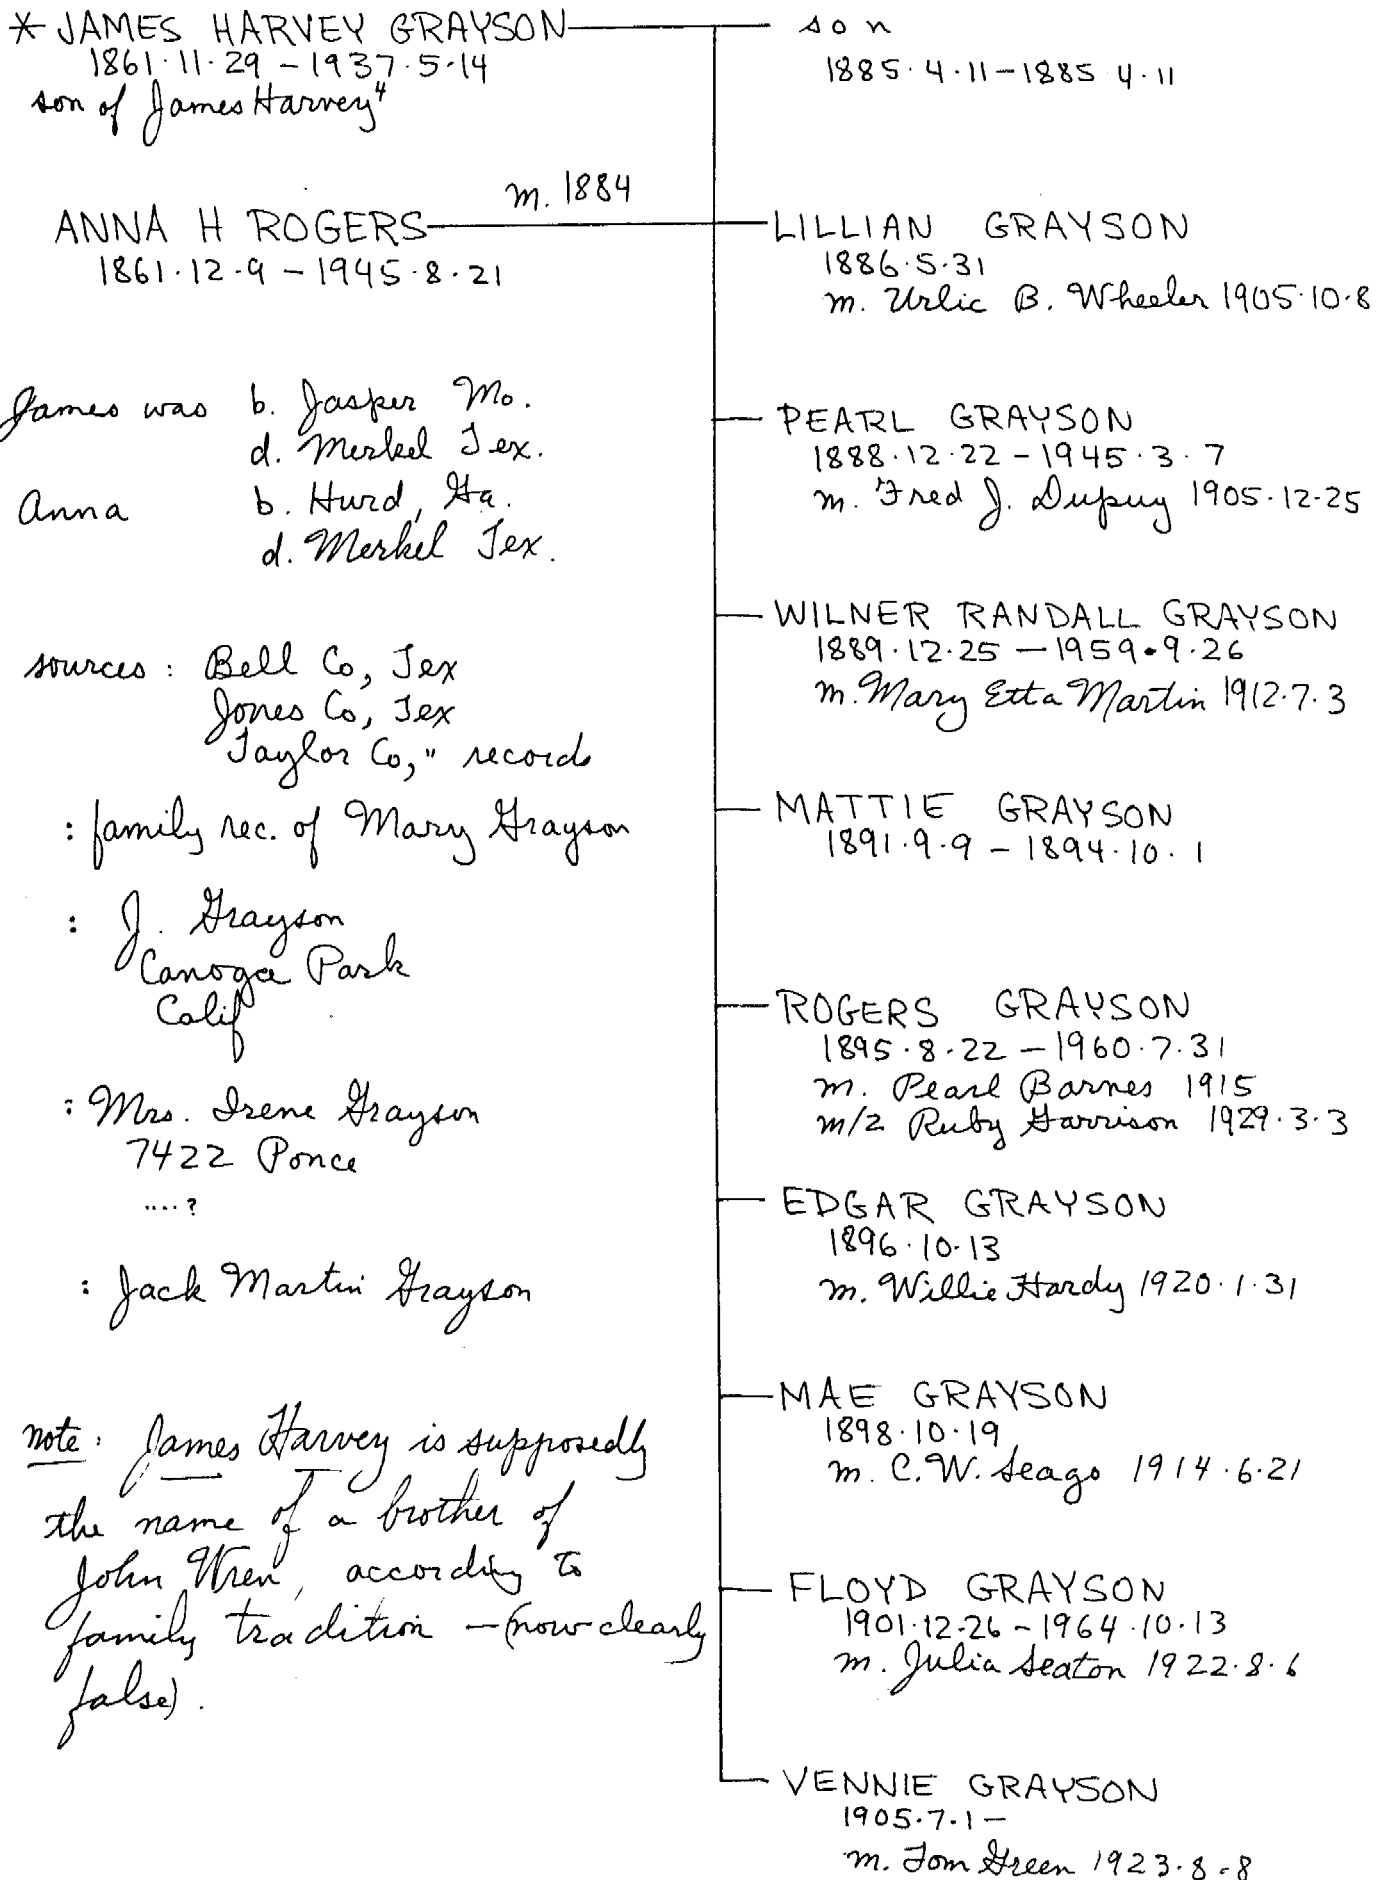 * JAMES HARVEY GRAYSON
1861·11·29 – 1937·5·14
son of James Harvey⁴
m. 1884
ANNA H ROGERS
1861·12·9 – 1945·8·21
James was b. Jasper Mo.
d. Merkel Tex.
Anna b. Hurd, Ga.
d. Merkel Tex.
sources : Bell Co, Tex
Jones Co, Tex
Taylor Co, " records
: family rec. of Mary Grayson
: J. Grayson
Canoga Park
Calif
: Mrs. Irene Grayson
7422 Ponce
....?
: Jack Martin Grayson
note : James Harvey is supposedly
the name of a brother of
John Wren, according to
family tradition – (now clearly
false).
son
1885·4·11–1885 4·11
LILLIAN GRAYSON
1886·5·31
m. Urlic B. Wheeler 1905·10·8
PEARL GRAYSON
1888·12·22 – 1945·3·7
m. Fred J. Dupuy 1905·12·25
WILNER RANDALL GRAYSON
1889·12·25 – 1959·9·26
m. Mary Etta Martin 1912·7·3
MATTIE GRAYSON
1891·9·9 – 1894·10·1
ROGERS GRAYSON
1895·8·22 – 1960·7·31
m. Pearl Barnes 1915
m/2 Ruby Garrison 1929·3·3
EDGAR GRAYSON
1896·10·13
m. Willie Hardy 1920·1·31
MAE GRAYSON
1898·10·19
m. C.W. Seago 1914·6·21
FLOYD GRAYSON
1901·12·26 – 1964·10·13
m. Julia Seaton 1922·8·6
VENNIE GRAYSON
1905·7·1 –
m. Tom Green 1923·8·8